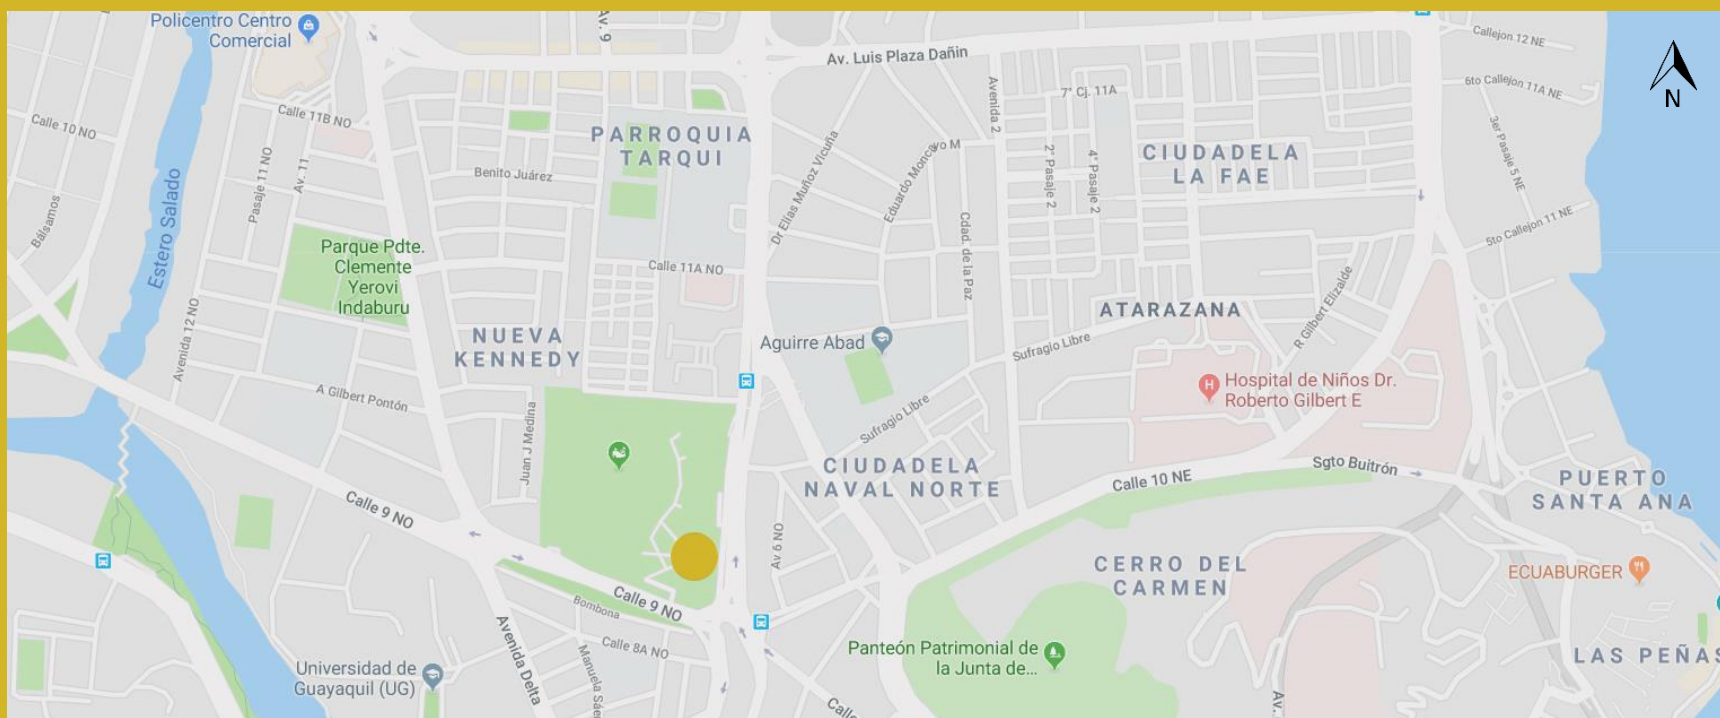 Policentro Centro
Comercial
Av. 9
Av. Luis Plaza Dañin
Callejon 12 NE
N
Calle 10 NO
Calle 11B NO
Avenida 2
7° Cj. 11A
6to Callejon 11A NE
PARROQUIA
TARQUI
Benito Juárez
Dr Elias Muñoz Vicuña
Eduardo Moncayo M
2° Pasaje 2
4° Pasaje 2
CIUDADELA
LA FAE
3er Pasaje 5 NE
Pasaje 11 NO
Av. 11
Estero Salado
Bálsamos
Parque Pdte.
Clemente
Yerovi
Indaburu
Calle 11A NO
Cdad. de la Paz
5to Callejon 11 NE
Avenida 12 NO
NUEVA
KENNEDY
Aguirre Abad
Sufragio Libre
ATARAZANA
R Gilbert Elizalde
A Gilbert Pontón
Juan J Medina
Sufragio Libre
H
Hospital de Niños Dr.
Roberto Gilbert E
CIUDADELA
NAVAL NORTE
Calle 10 NE
Sgto Buitrón
PUERTO
SANTA ANA
Calle 9 NO
Av 6 NO
CERRO DEL
CARMEN
ECUABURGER
Calle 9 NO
Bombona
Calle 8A NO
Avenida Delta
Universidad de
Guayaquil (UG)
Panteón Patrimonial de
la Junta de...
LAS PEÑAS
Av.